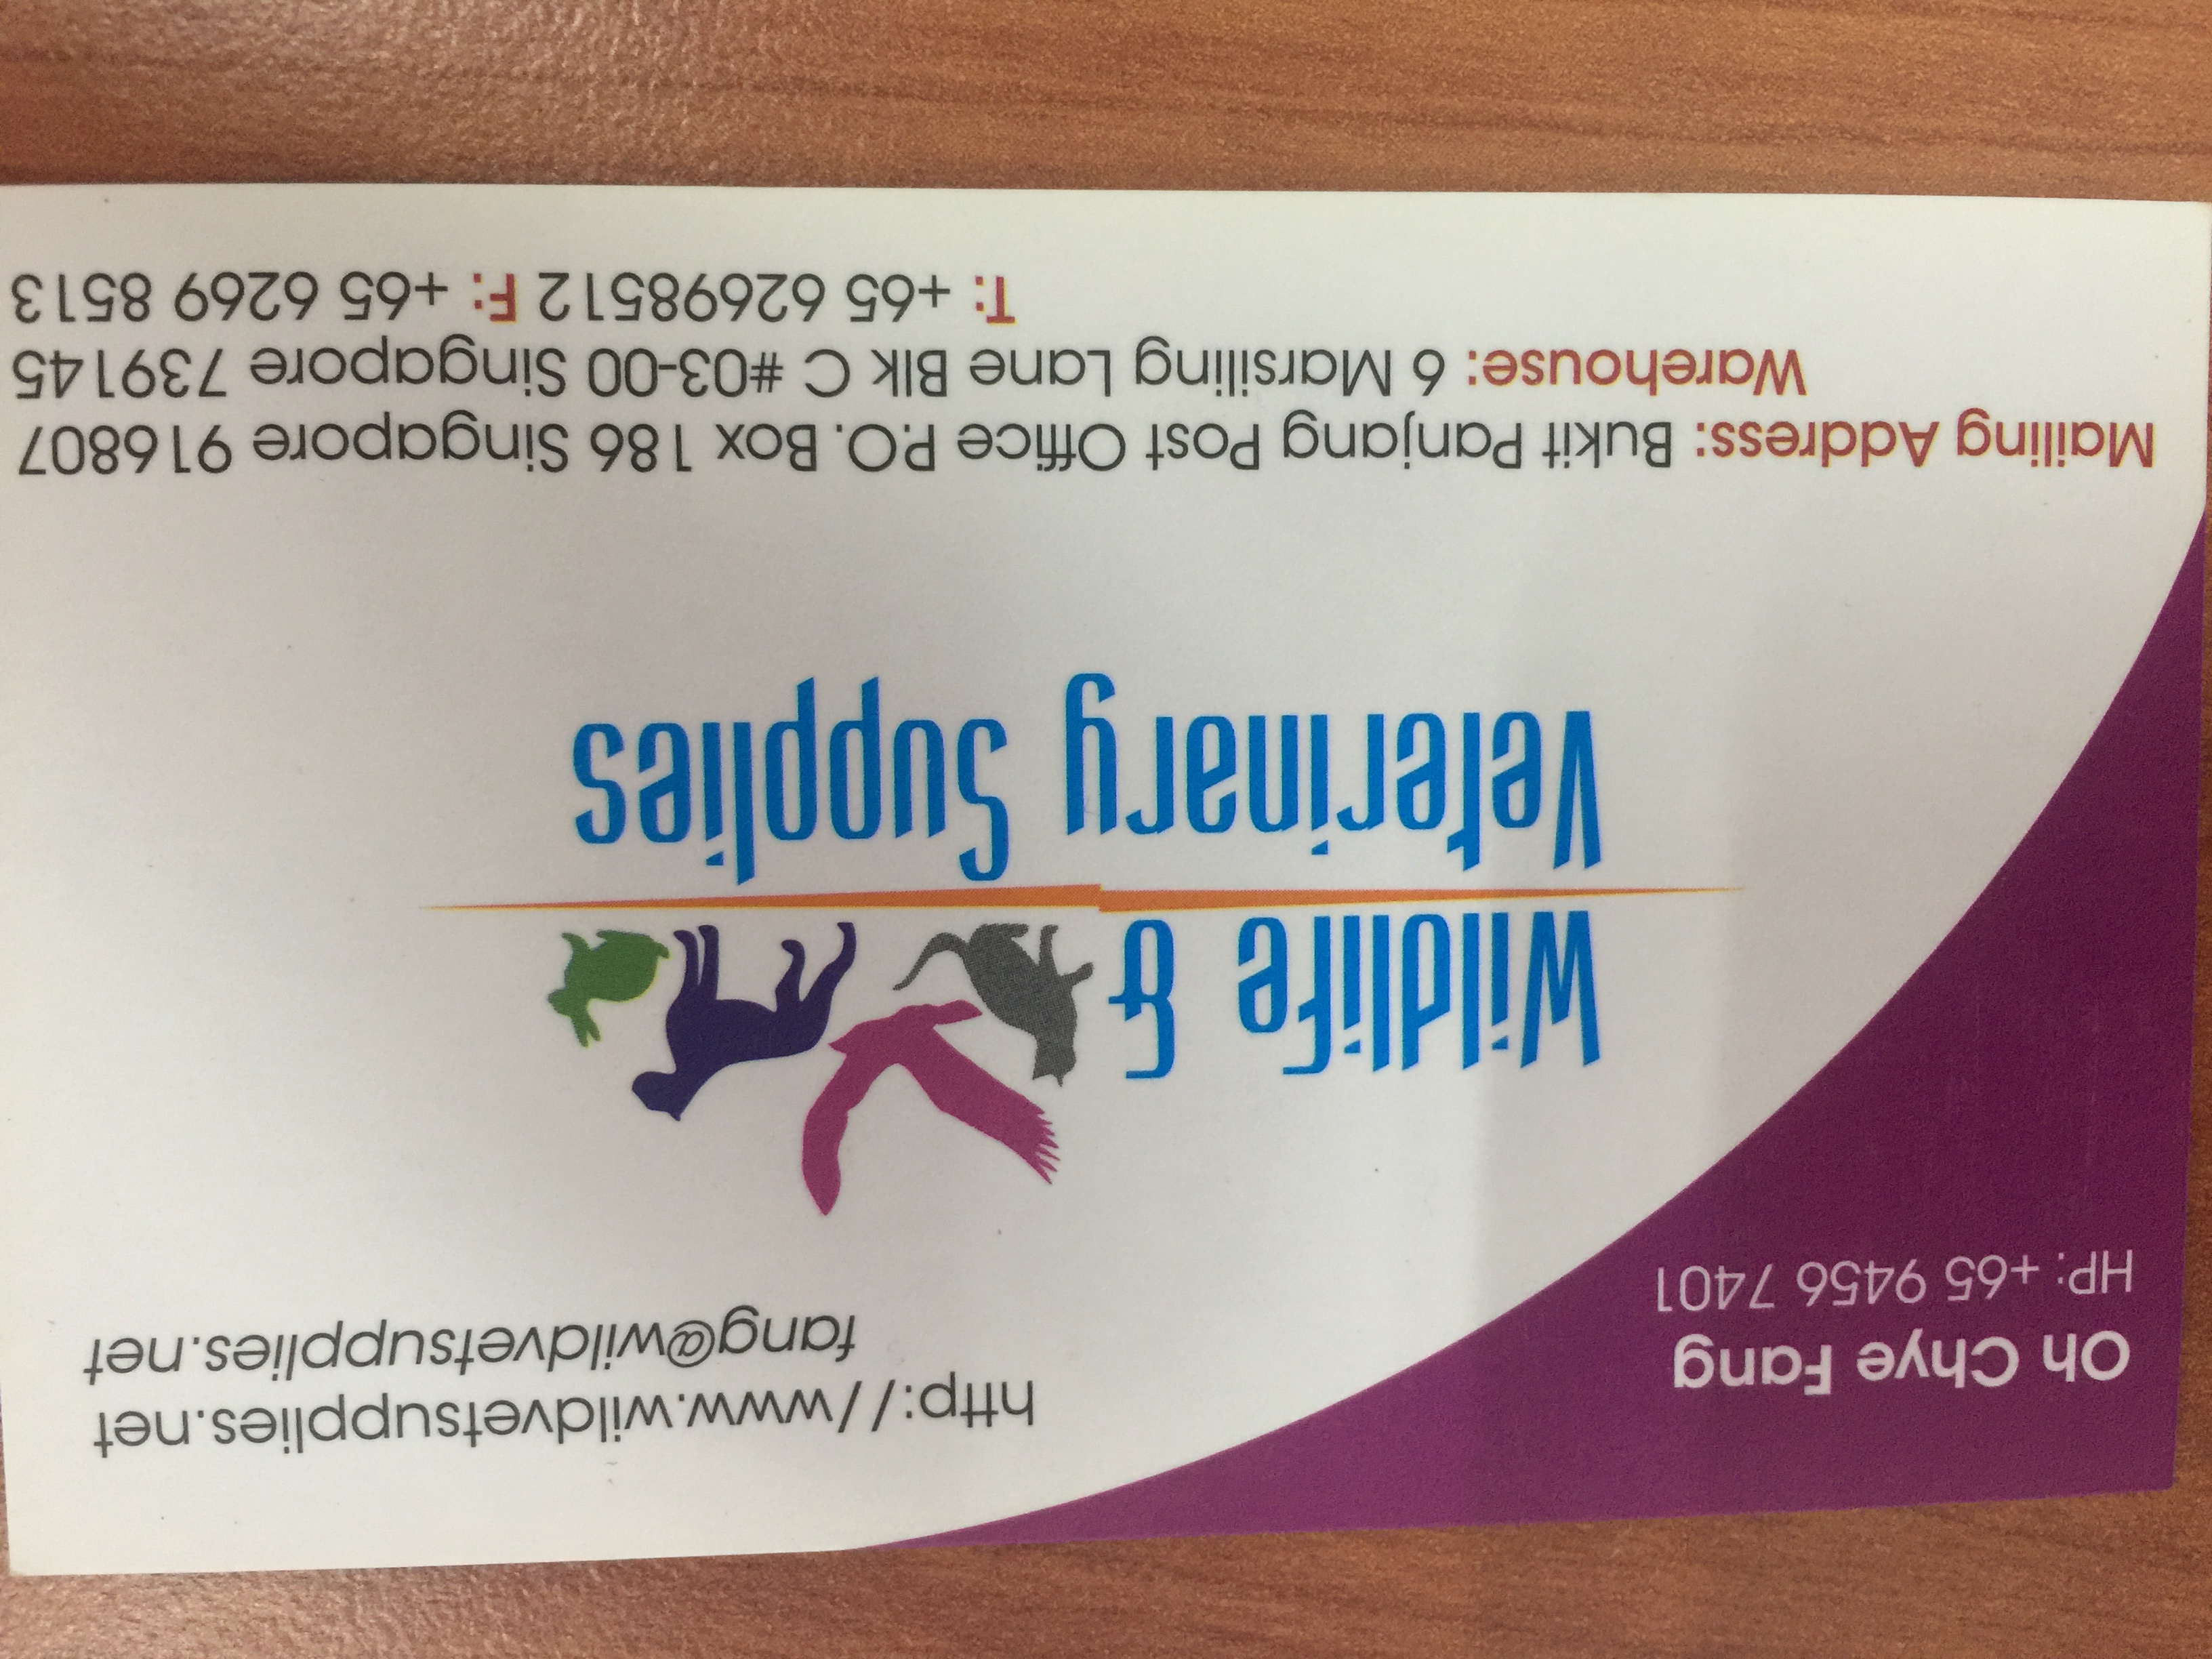 Oh Chye Fang
HP: +65 9456 7401
http://www.wildvetsupplies.net
fang@wildvetsupplies.net
Wildlife &
Veterinary Supplies
Mailing Address: Bukit Panjang Post Office P.O. Box 186 Singapore 916807
Warehouse: 6 Marsiling Lane Blk C #03-00 Singapore 739145
T: +65 62698512 F: +65 6269 8513